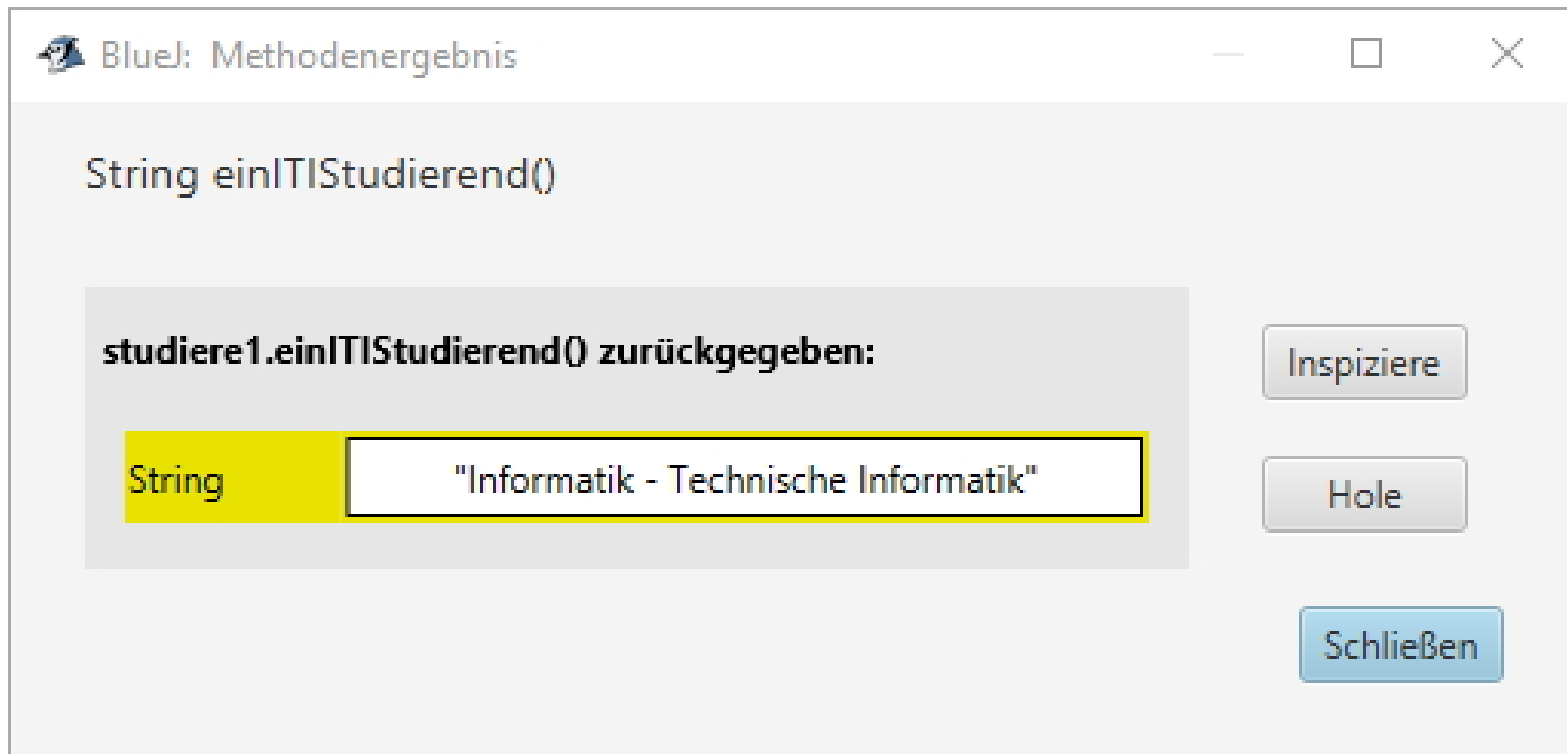 BlueJ: Methodenergebnis
String einITIStudierend()
studiere1.einITIStudierend() zurückgegeben:
String "Informatik - Technische Informatik"
Inspiziere
Hole
Schließen